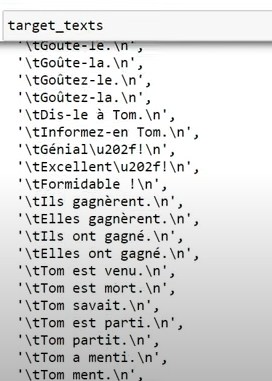 target_texts
'\tGoûte-le.\n',
'\tGoûte-la.\n',
'\tGoûtez-le.\n',
'\tGoûtez-la.\n',
'\tDis-le à Tom.\n',
'\tInformez-en Tom.\n',
'\tGénial\u202f!\n',
'\tExcellent\u202f!\n',
'\tFormidable !\n',
'\tIls gagnèrent.\n',
'\tElles gagnèrent.\n',
'\tIls ont gagné.\n',
'\tElles ont gagné.\n',
'\tTom est venu.\n',
'\tTom est mort.\n',
'\tTom savait.\n',
'\tTom est parti.\n',
'\tTom partit.\n',
'\tTom a menti.\n',
'\tTom ment.\n',